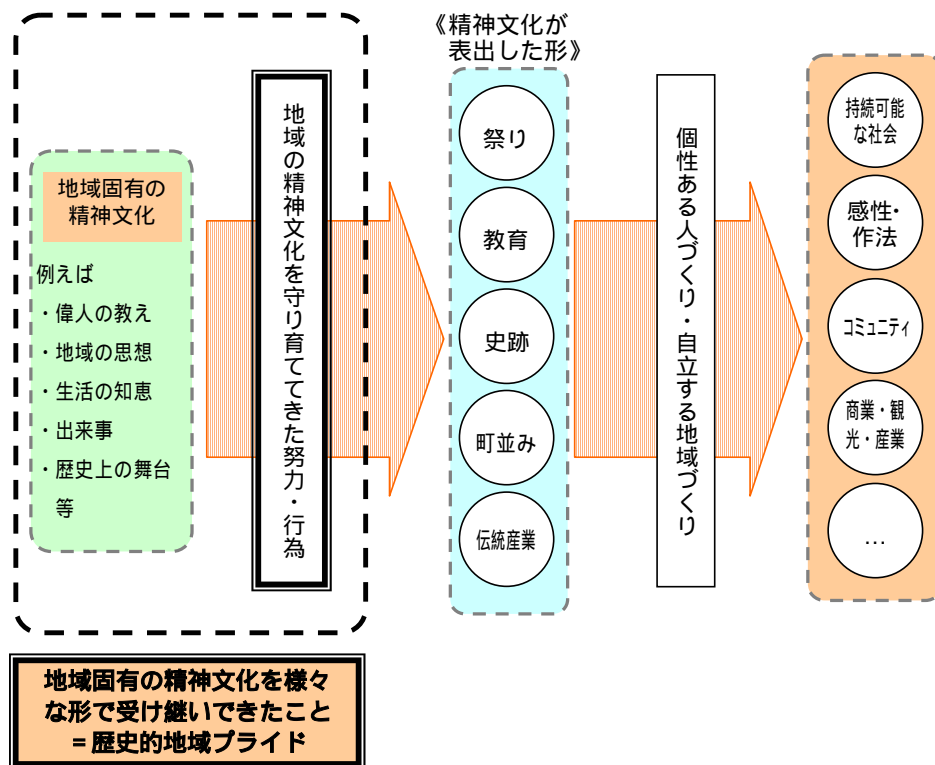 地域固有の
精神文化
例えば
・偉人の教え
・地域の思想
・生活の知恵
・出来事
・歴史上の舞台
等
地域の精神文化を守り育ててきた努力・行為
《精神文化が
表出した形》
祭り
教育
史跡
町並み
伝統産業
個性ある人づくり・自立する地域づくり
持続可能
な社会
感性・
作法
コミュニティ
商業・観
光・産業
…
地域固有の精神文化を様々
な形で受け継いできたこと
=歴史的地域プライド